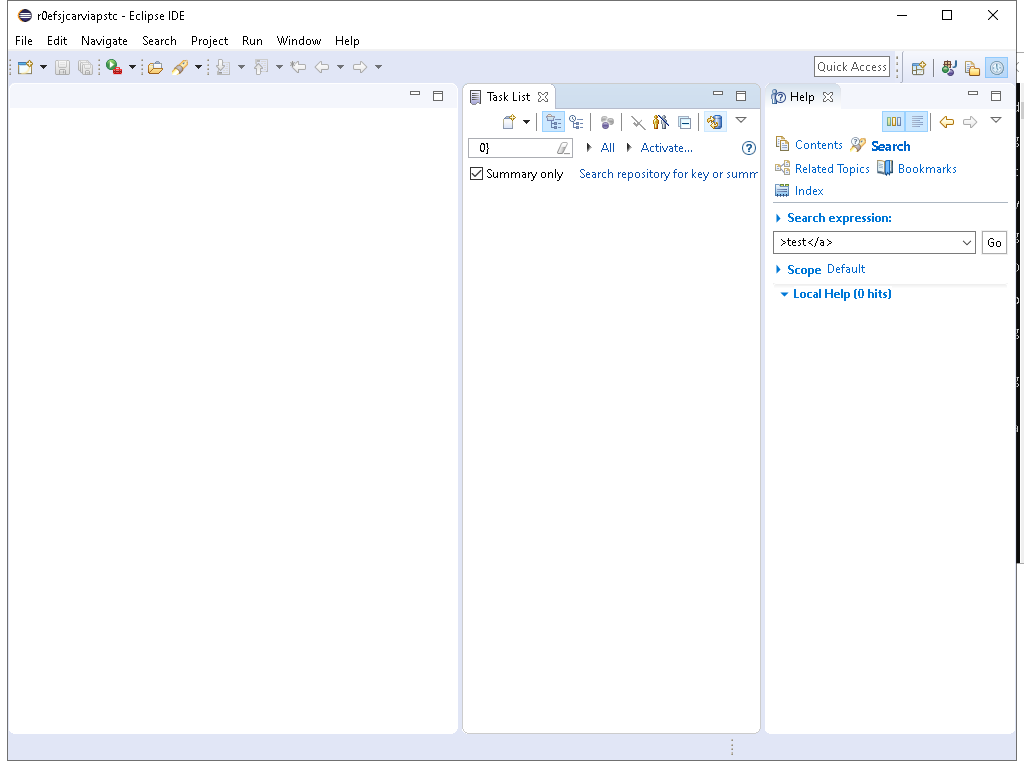 r0efsjcarviapstc - Eclipse IDE
File Edit Navigate Search Project Run Window Help
Quick Access
Task List
Help
Contents
Search
0}
All
Activate...
Related Topics
Bookmarks
Summary only
Search repository for key or summ
Index
Search expression:
>test</a>
Go
Scope Default
Local Help (0 hits)